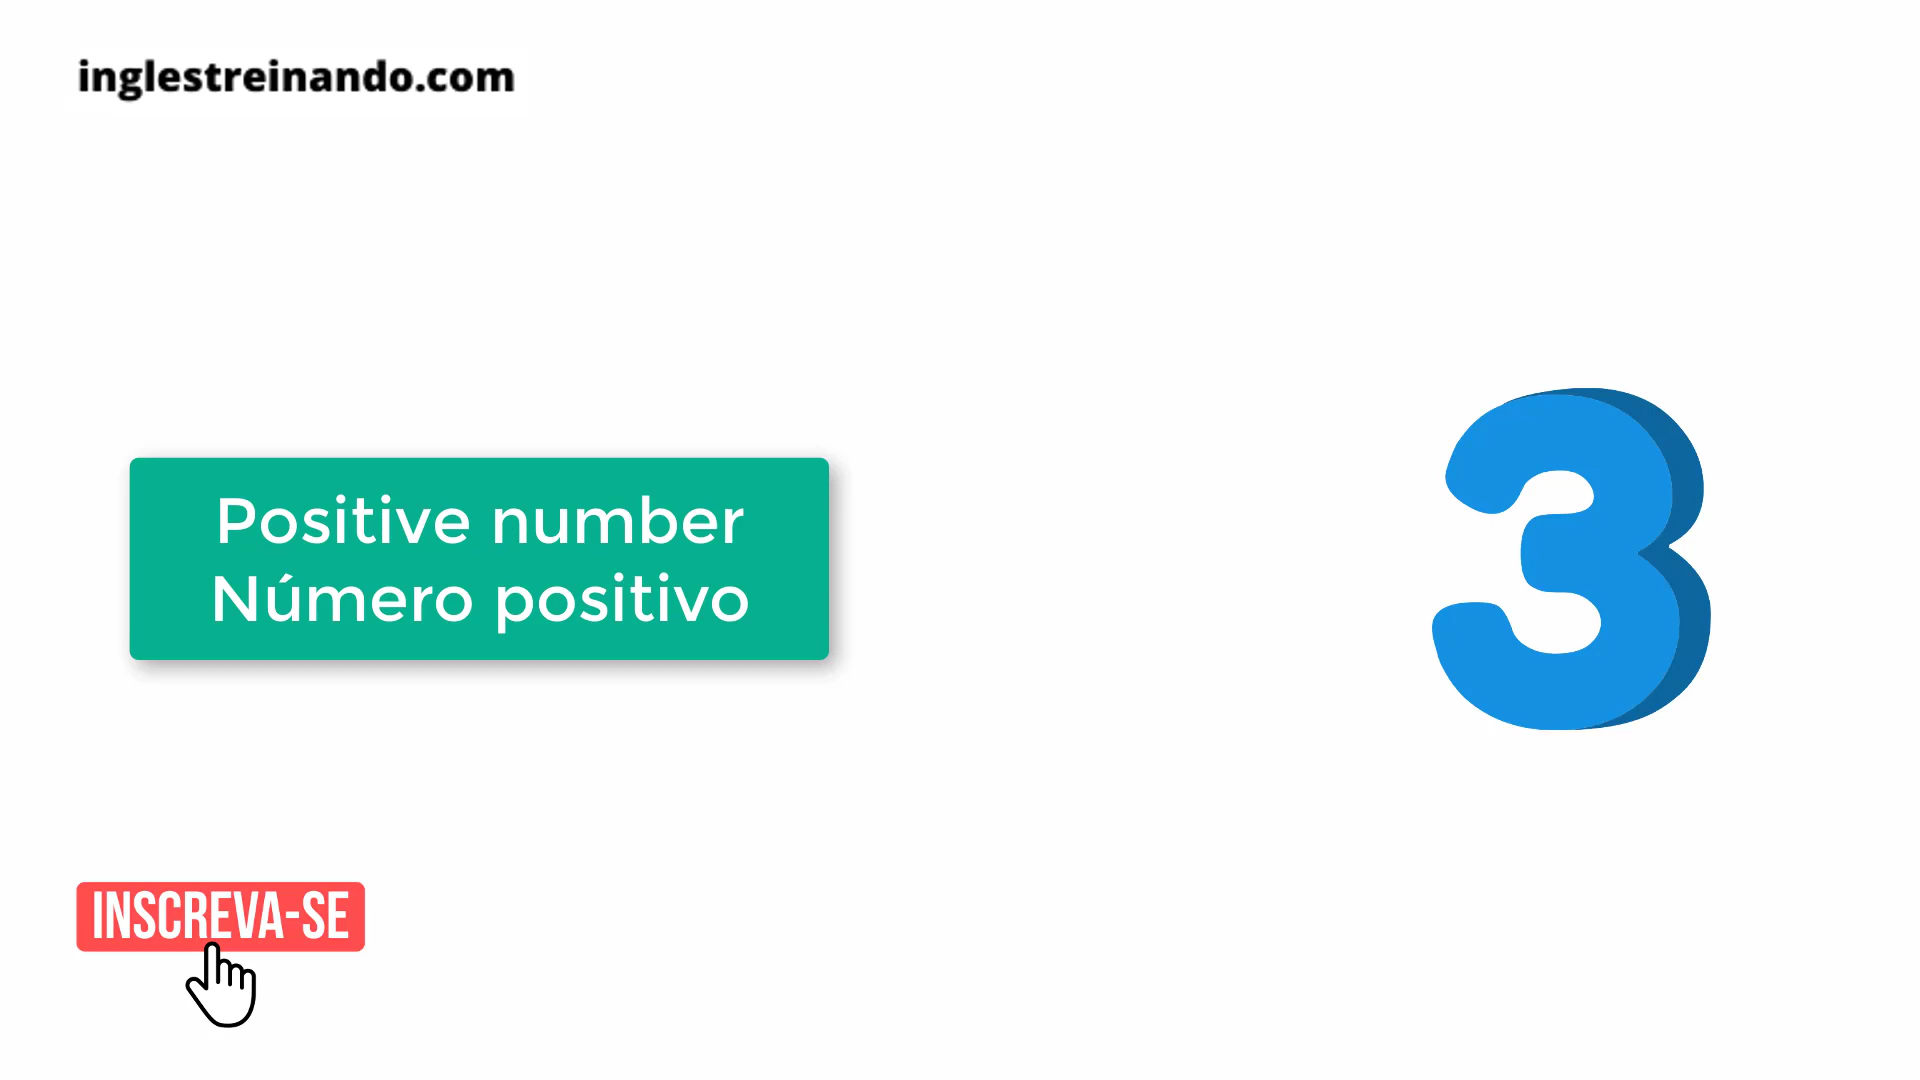 inglestreinando.com
Positive number
Número positivo
3
INSCREVA-SE